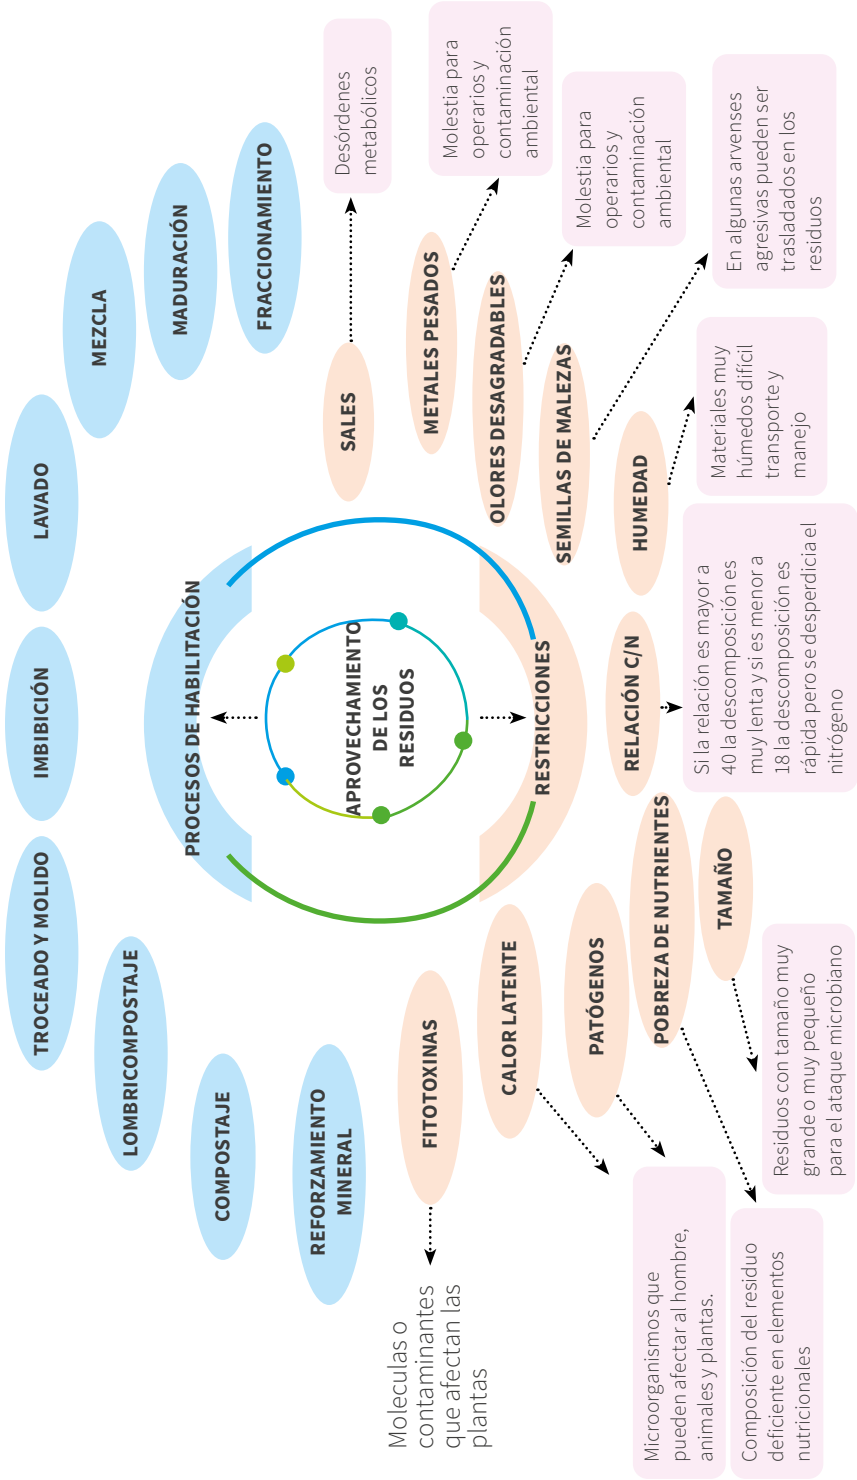 REFORZAMIENTO
MINERAL
COMPOSTAJE
LOMBRICOMPOSTAJE
TROCEADO Y MOLIDO
IMBIBICIÓN
LAVADO
MEZCLA
MADURACIÓN
FRACCIONAMIENTO
PROCESOS DE HABILITACIÓN
APROVECHAMIENTO
DE LOS
RESIDUOS
RESTRICCIONES
FITOTOXINAS
Moleculas o
contaminantes
que afectan las
plantas
CALOR LATENTE
PATÓGENOS
Microorganismos que
pueden afectar al hombre,
animales y plantas.
POBREZA DE NUTRIENTES
Composición del residuo
deficiente en elementos
nutricionales
TAMAÑO
Residuos con tamaño muy
grande o muy pequeño
para el ataque microbiano
RELACIÓN C/N
Si la relación es mayor a
40 la descomposición es
muy lenta y si es menor a
18 la descomposición es
rápida pero se desperdicia el
nitrógeno
HUMEDAD
Materiales muy
húmedos difícil
transporte y
manejo
SEMILLAS DE MALEZAS
En algunas arvenses
agresivas pueden ser
trasladados en los
residuos
OLORES DESAGRADABLES
Molestia para
operarios y
contaminación
ambiental
METALES PESADOS
Molestia para
operarios y
contaminación
ambiental
SALES
Desórdenes
metabólicos